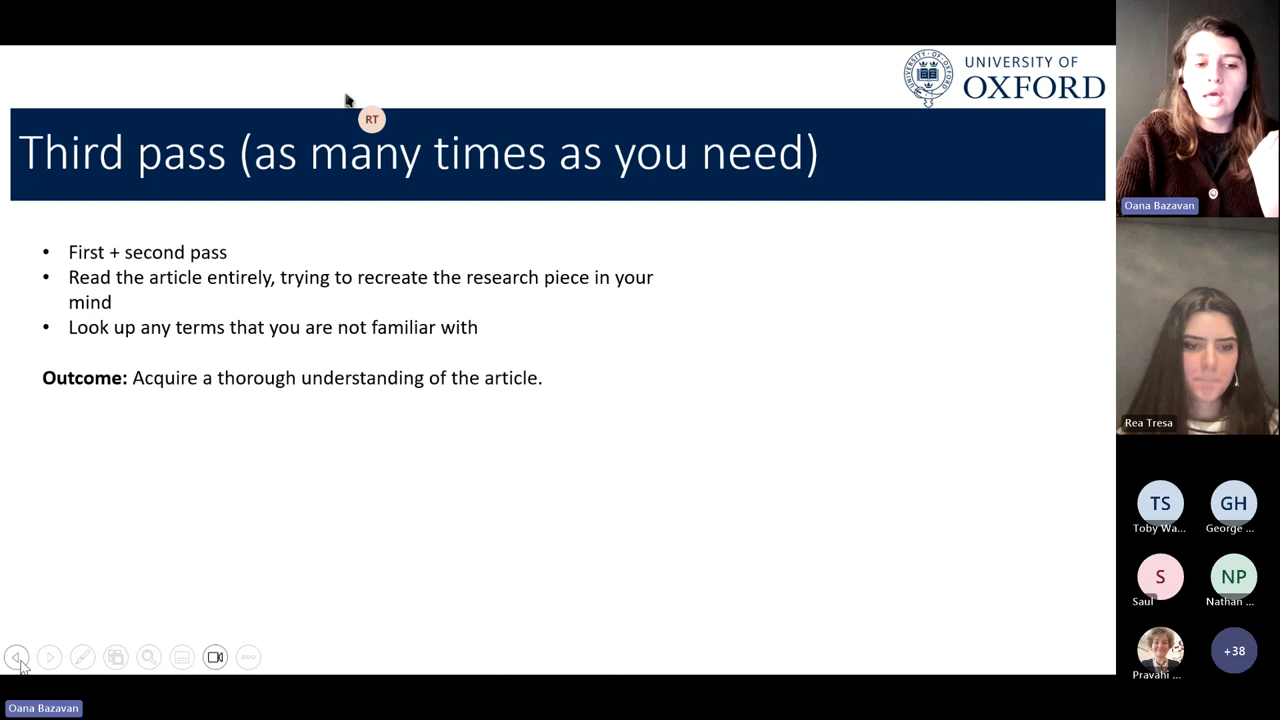 UNIVERSITY OF
OXFORD
RT
Third pass (as many times as you need)
• First + second pass
• Read the article entirely, trying to recreate the research piece in your
mind
• Look up any terms that you are not familiar with
Outcome: Acquire a thorough understanding of the article.
Oana Bazavan
Rea Tresa
TS
GH
Toby Wa...
George ...
S
NP
Saul
Nathan ...
+38
Pravahi ...
Oana Bazavan